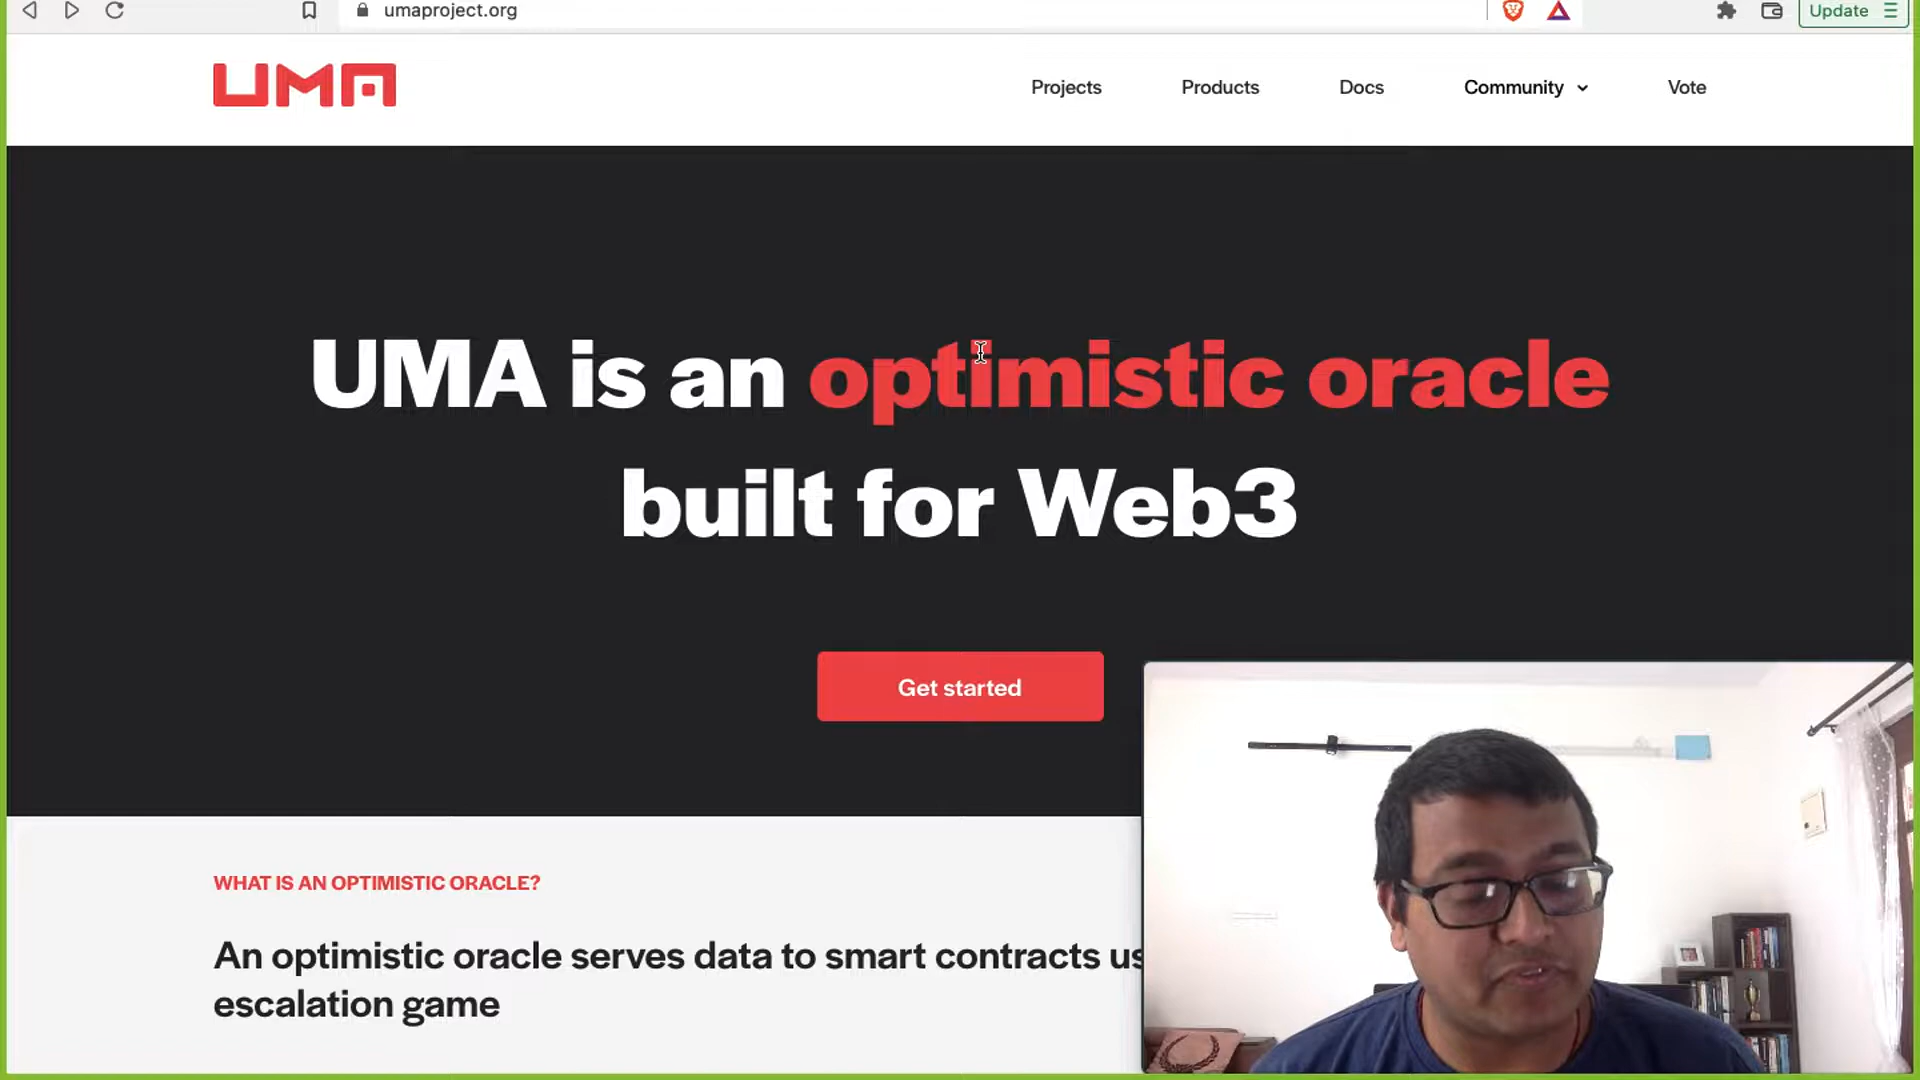 umaproject.org
Update
UMA
Projects
Products
Docs
Community
Vote
UMA is an optimistic oracle
built for Web3
Get started
WHAT IS AN OPTIMISTIC ORACLE?
An optimistic oracle serves data to smart contracts us
escalation game